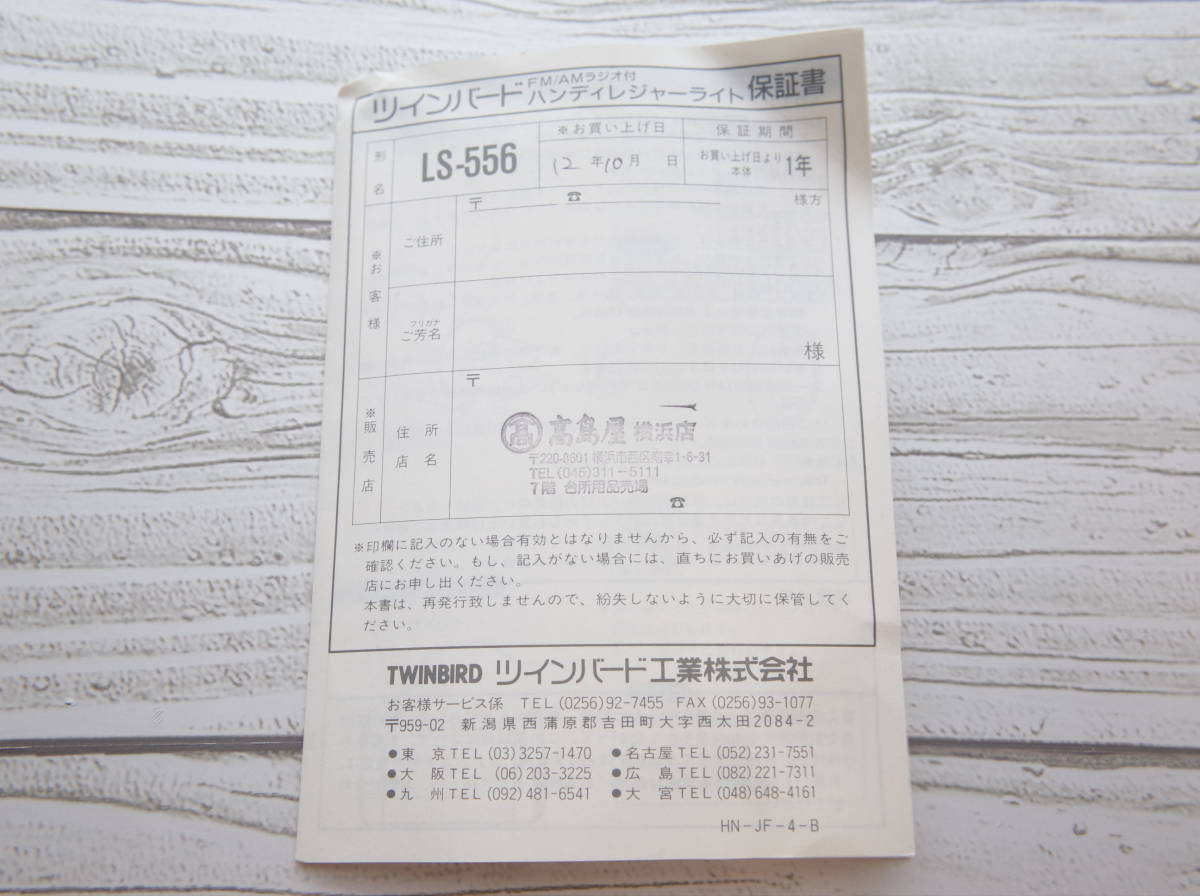 ツインバード FM/AMラジオ付 ハンディレジャーライト 保証書
形名 LS-556
※お買い上げ日 12年10月 日
保証期間 お買い上げ日より 本体 1年
※お客様
ご住所 〒 ☎ 様方
フリガナ
ご芳名 様
※販売店
住所
店名
〒
高 高島屋 横浜店
〒220-8601 横浜市西区南幸1-6-31
TEL(045)311-5111
7階 台所用品売場
☎
※印欄に記入のない場合有効とはなりませんから、必ず記入の有無をご
確認ください。もし、記入がない場合には、直ちにお買いあげの販売
店にお申し出ください。
本書は、再発行致しませんので、紛失しないように大切に保管してく
ださい。
TWINBIRD ツインバード工業株式会社
お客様サービス係 TEL(0256)92-7455 FAX(0256)93-1077
〒959-02 新潟県西蒲原郡吉田町大字西太田2084-2
●東 京TEL(03)3257-1470 ●名古屋TEL(052)231-7551
●大 阪TEL(06)203-3225 ●広 島TEL(082)221-7311
●九 州TEL(092)481-6541 ●大 宮TEL(048)648-4161
HN-JF-4-B